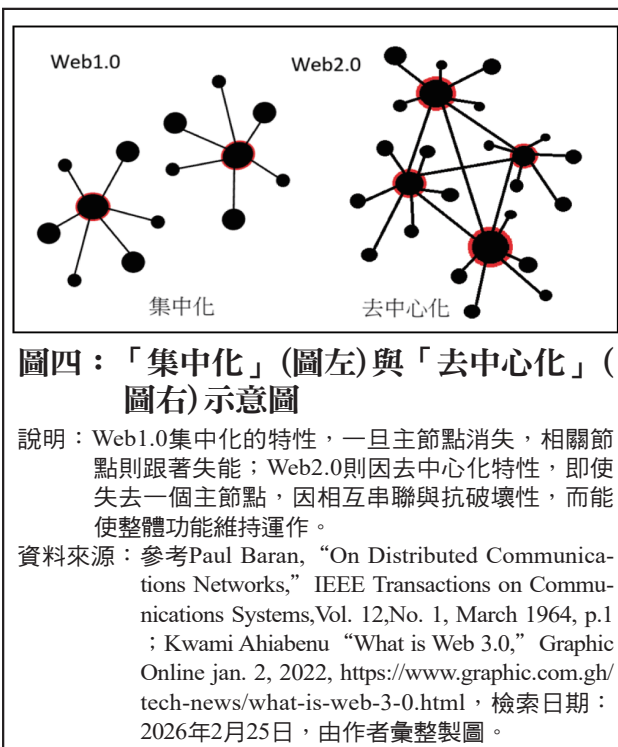 Web1.0
Web2.0
集中化
去中心化
圖四：「集中化」(圖左)與「去中心化」(
圖右)示意圖
說明：Web1.0集中化的特性，一旦主節點消失，相關節
點則跟著失能；Web2.0則因去中心化特性，即使
失去一個主節點，因相互串聯與抗破壞性，而能
使整體功能維持運作。
資料來源：參考Paul Baran, “On Distributed Communica-
tions Networks,” IEEE Transactions on Commu-
nications Systems,Vol. 12,No. 1, March 1964, p.1
；Kwami Ahiabenu “What is Web 3.0,” Graphic
Online jan. 2, 2022, https://www.graphic.com.gh/
tech-news/what-is-web-3-0.html，檢索日期：
2026年2月25日，由作者彙整製圖。